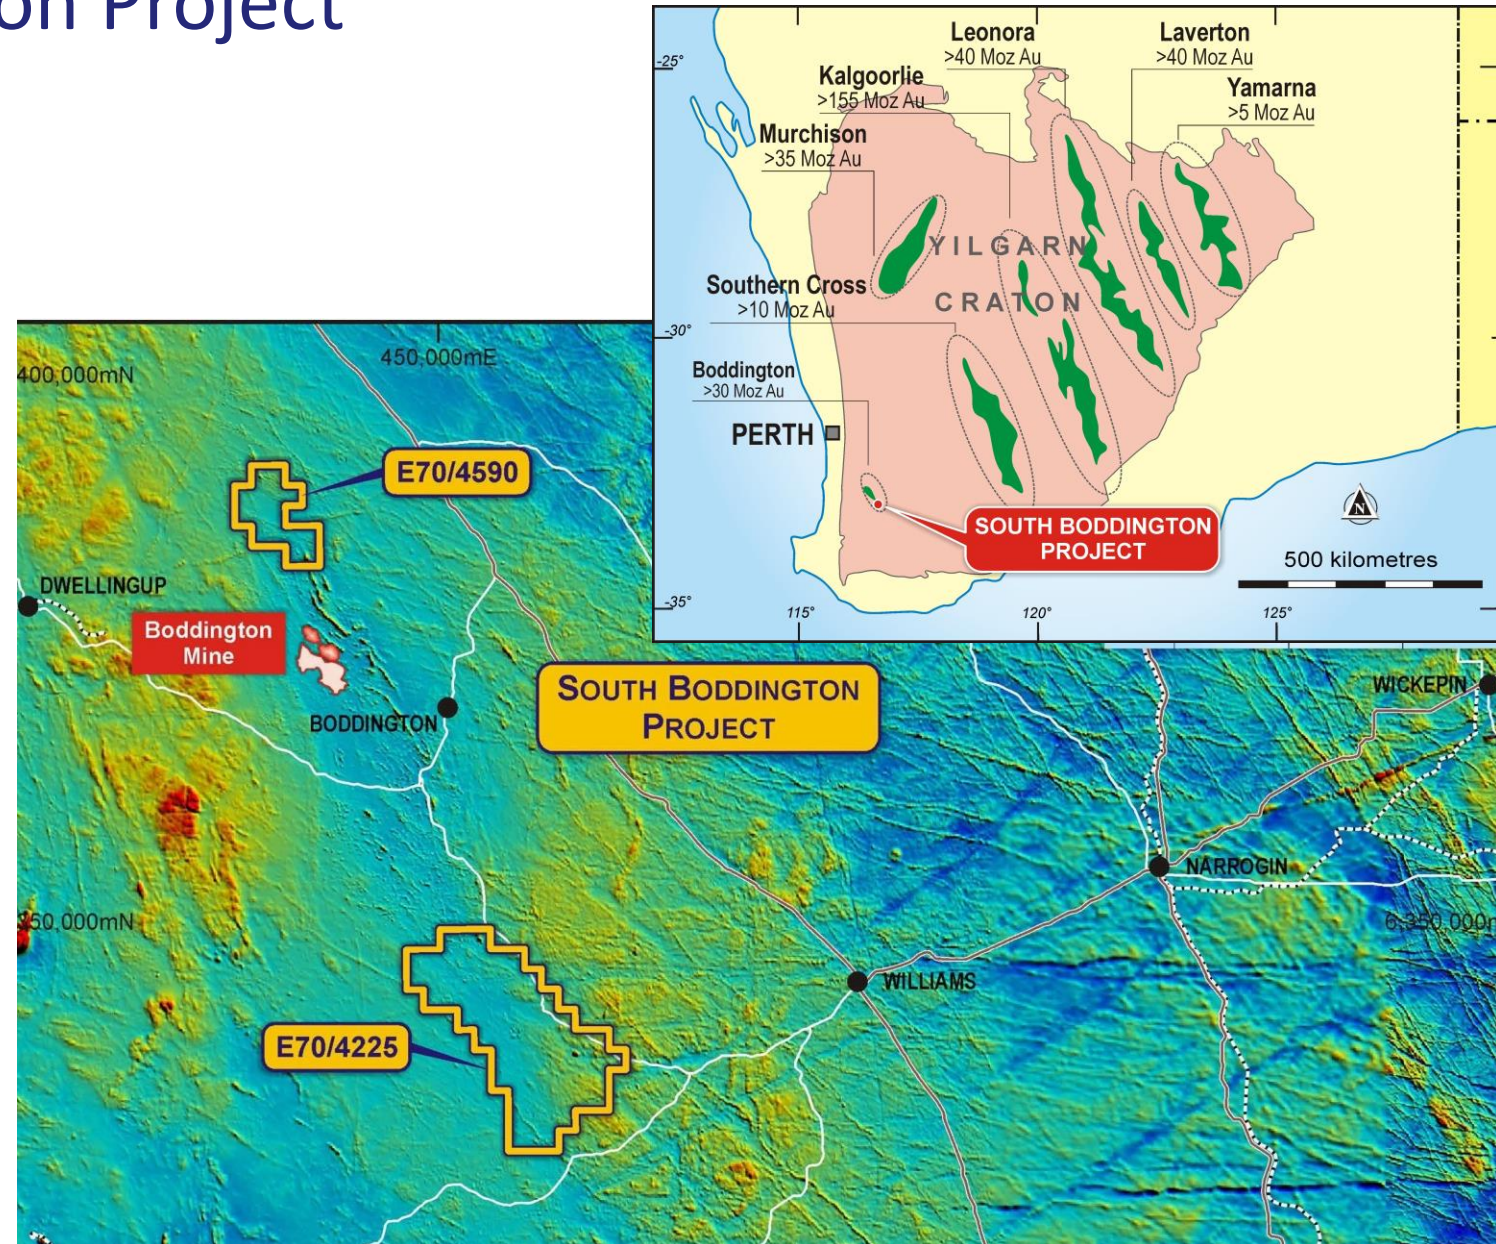 on Project
Leonora
>40 Moz Au
Laverton
>40 Moz Au
Kalgoorlie
>155 Moz Au
Yamarna
>5 Moz Au
Murchison
>35 Moz Au
YILGARN
CRATON
Southern Cross
>10 Moz Au
Boddington
>30 Moz Au
PERTH
SOUTH BODDINGTON
PROJECT
N
500 kilometres
-25°
-30°
-35°
115°
120°
125°
400,000mN
450,000mE
E70/4590
DWELLINGUP
Boddington
Mine
BODDINGTON
SOUTH BODDINGTON
PROJECT
WICKEPIN
NARROGIN
350,000mN
6,350,000m
WILLIAMS
E70/4225